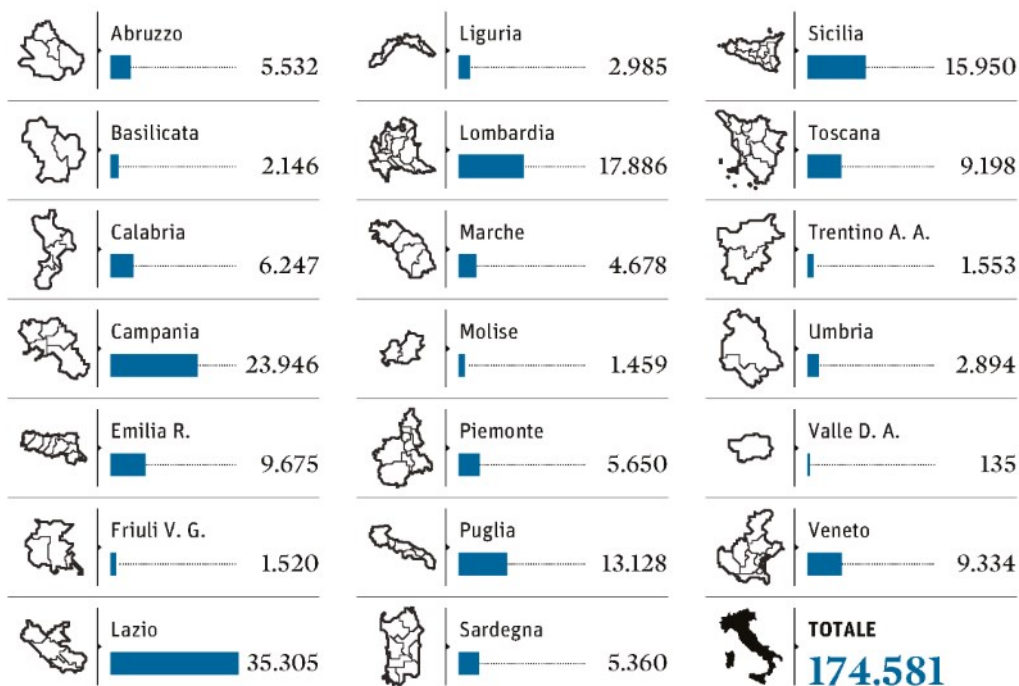 Abruzzo
5.532
Basilicata
2.146
Calabria
6.247
Campania
23.946
Emilia R.
9.675
Friuli V. G.
1.520
Lazio
35.305
Liguria
2.985
Lombardia
17.886
Marche
4.678
Molise
1.459
Piemonte
5.650
Puglia
13.128
Sardegna
5.360
Sicilia
15.950
Toscana
9.198
Trentino A. A.
1.553
Umbria
2.894
Valle D. A.
135
Veneto
9.334
TOTALE
174.581